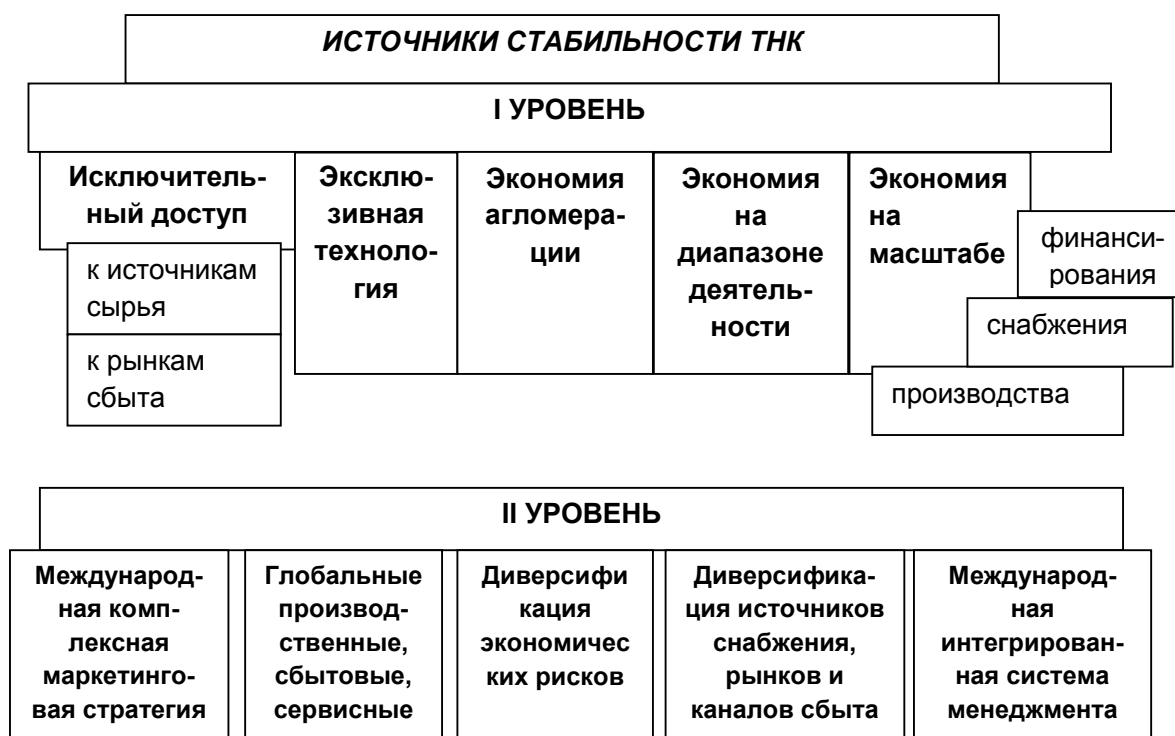 ИСТОЧНИКИ СТАБИЛЬНОСТИ ТНК
I УРОВЕНЬ
Исключитель-
ный доступ
к источникам
сырья
к рынкам
сбыта
Эксклю-
зивная
техноло-
гия
Экономия
агломера-
ции
Экономия
на
диапазоне
деятель-
ности
Экономия
на
масштабе
финанси-
рования
снабжения
производства
II УРОВЕНЬ
Международ-
ная комп-
лексная
маркетинго-
вая стратегия
Глобальные
производ-
ственные,
сбытовые,
сервисные
Диверсифи
кация
экономичес
ких рисков
Диверсифика-
ция источников
снабжения,
рынков и
каналов сбыта
Международ-
ная
интегрирован-
ная система
менеджмента